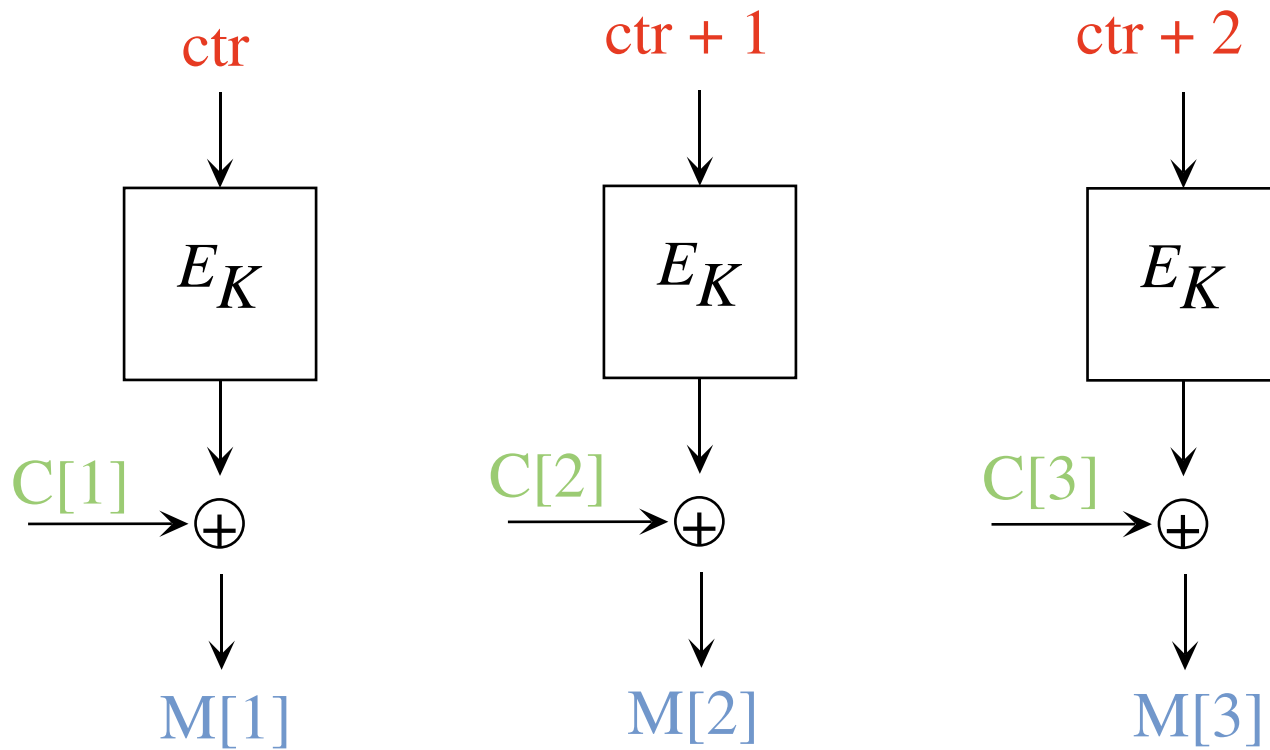 ctr
ctr + 1
ctr + 2
E_K
E_K
E_K
C[1]
C[2]
C[3]
M[1]
M[2]
M[3]